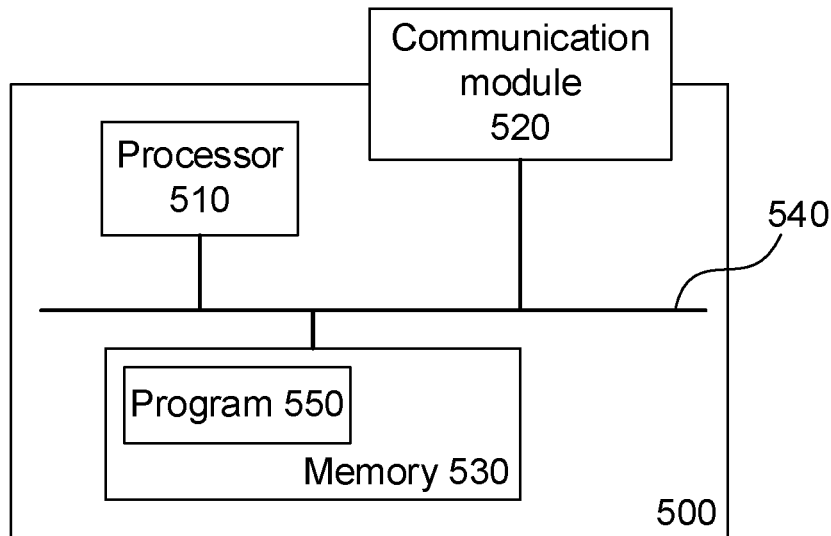 Communication
module
520
Processor
510
540
Program 550
Memory 530
500